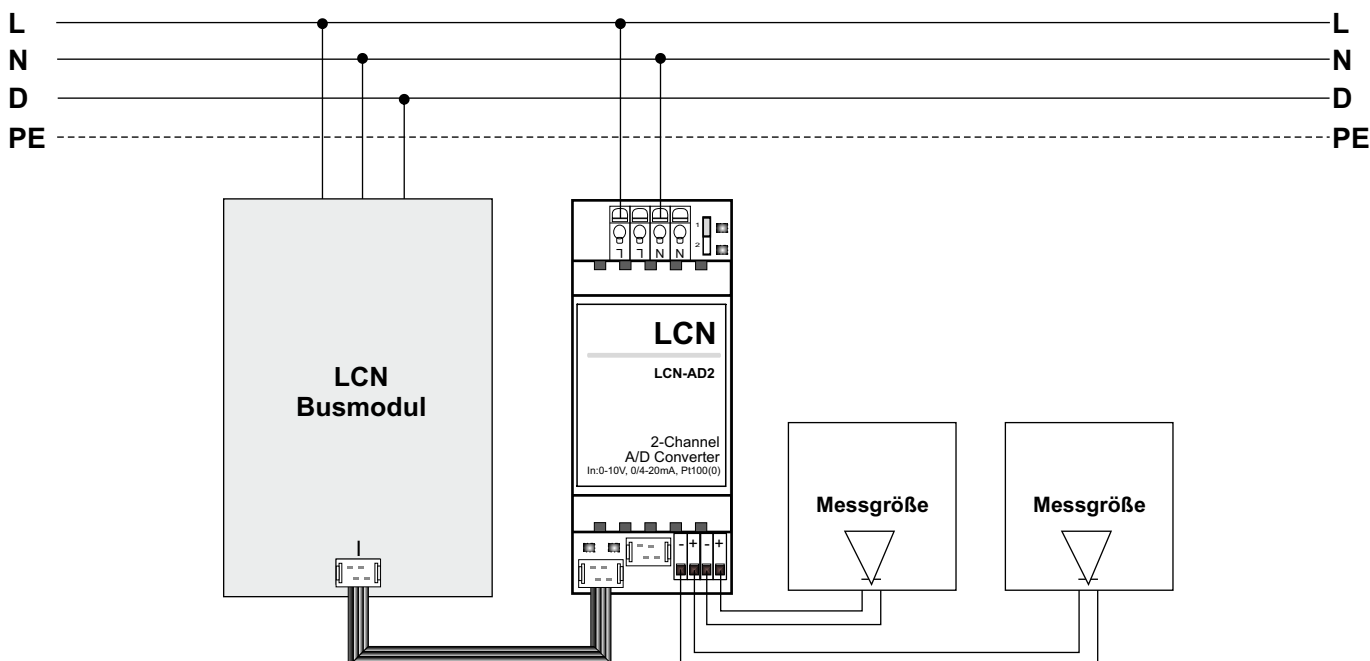 L L
N N
D D
PE PE
L L N N
1
2
LCN
Busmodul
I
LCN
LCN-AD2
2-Channel
A/D Converter
In:0-10V, 0/4-20mA, Pt100(0)
- + - +
Messgröße
Messgröße